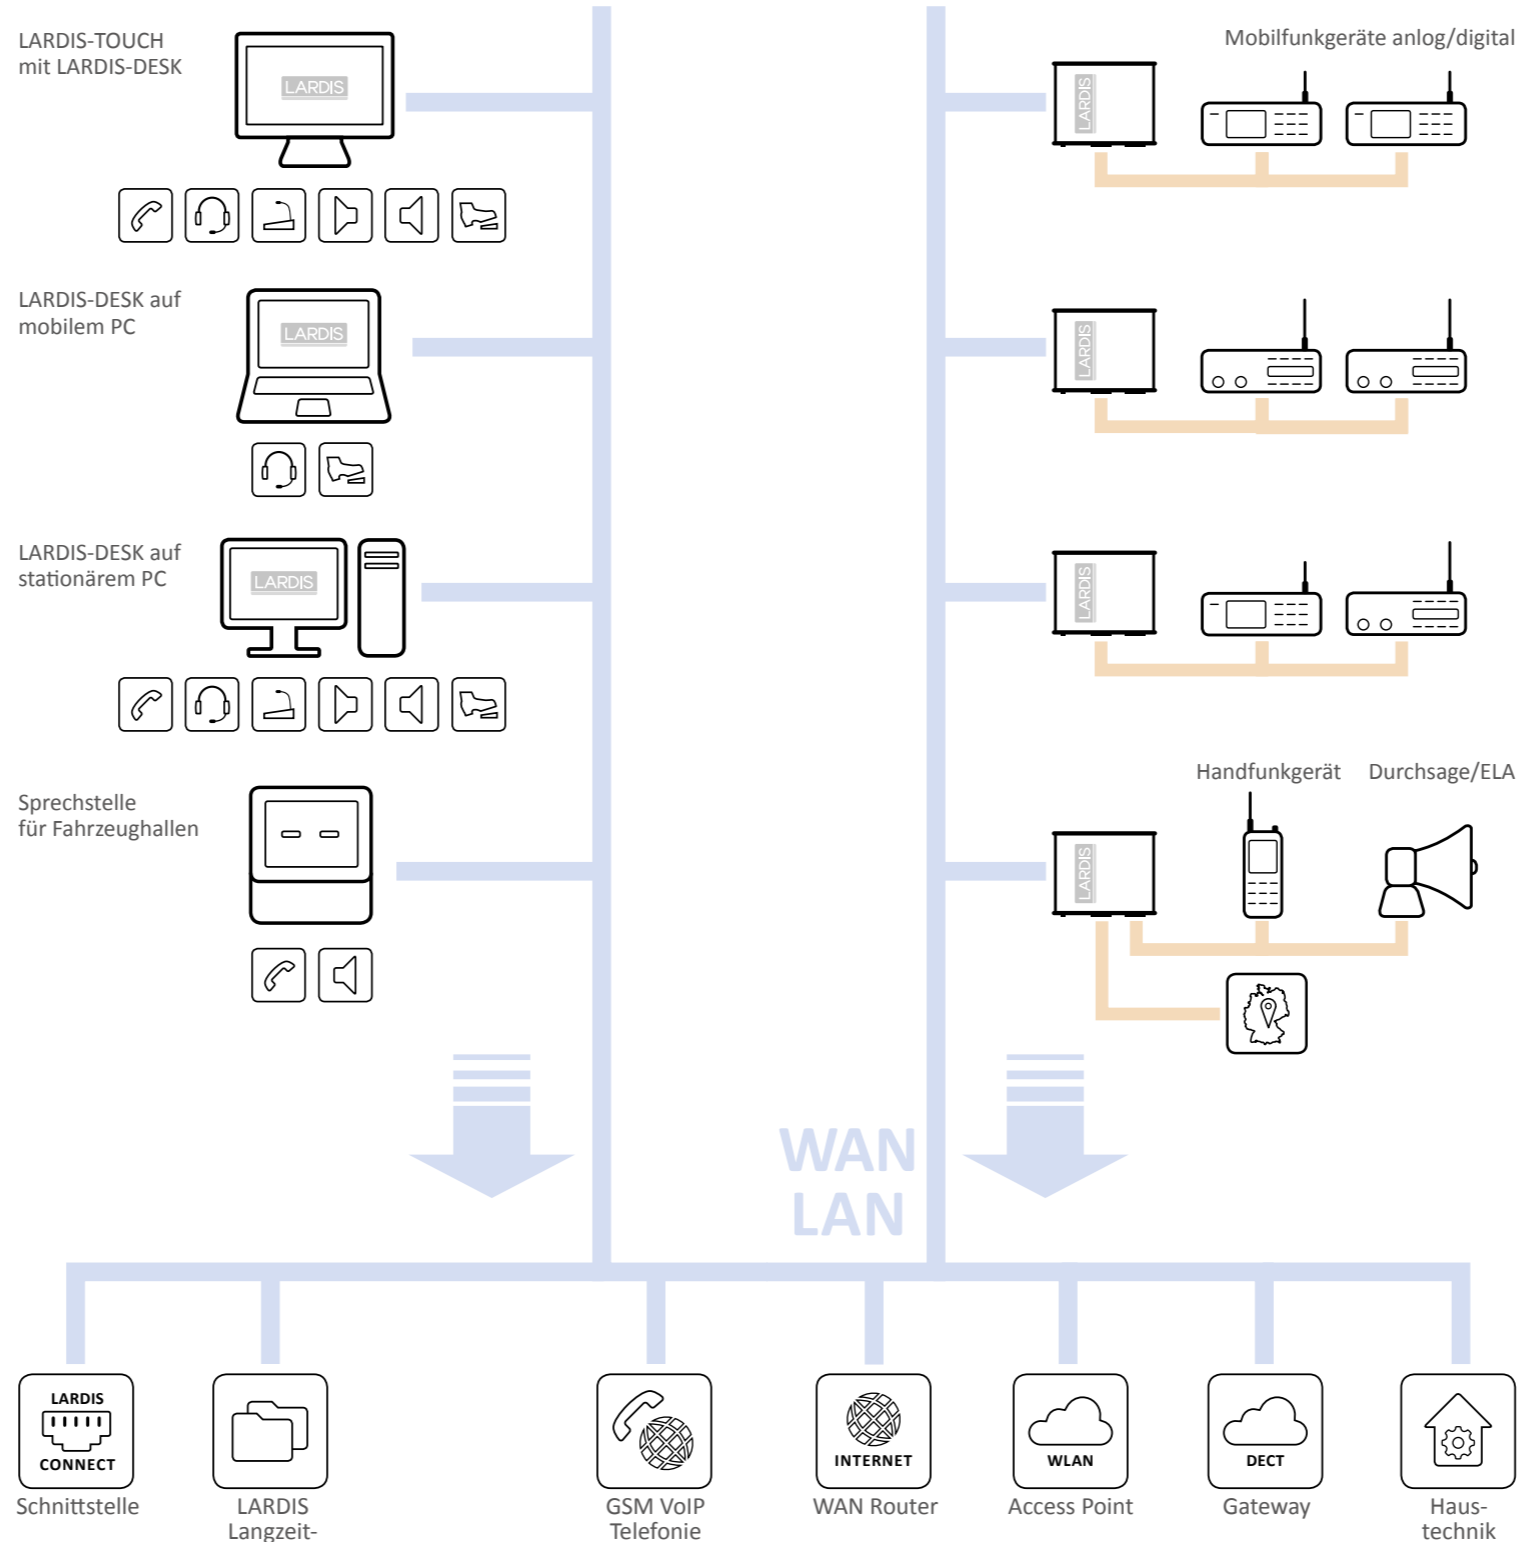 LARDIS-TOUCH
mit LARDIS-DESK
LARDIS
LARDIS-DESK auf
mobilem PC
LARDIS
LARDIS-DESK auf
stationärem PC
LARDIS
Sprechstelle
für Fahrzeughallen
Mobilfunkgeräte anlog/digital
LARDIS
LARDIS
LARDIS
Handfunkgerät
Durchsage/ELA
LARDIS
WAN
LAN
LARDIS
CONNECT
Schnittstelle
LARDIS
Langzeit-
GSM VoIP
Telefonie
INTERNET
WAN Router
WLAN
Access Point
DECT
Gateway
Haus-
technik